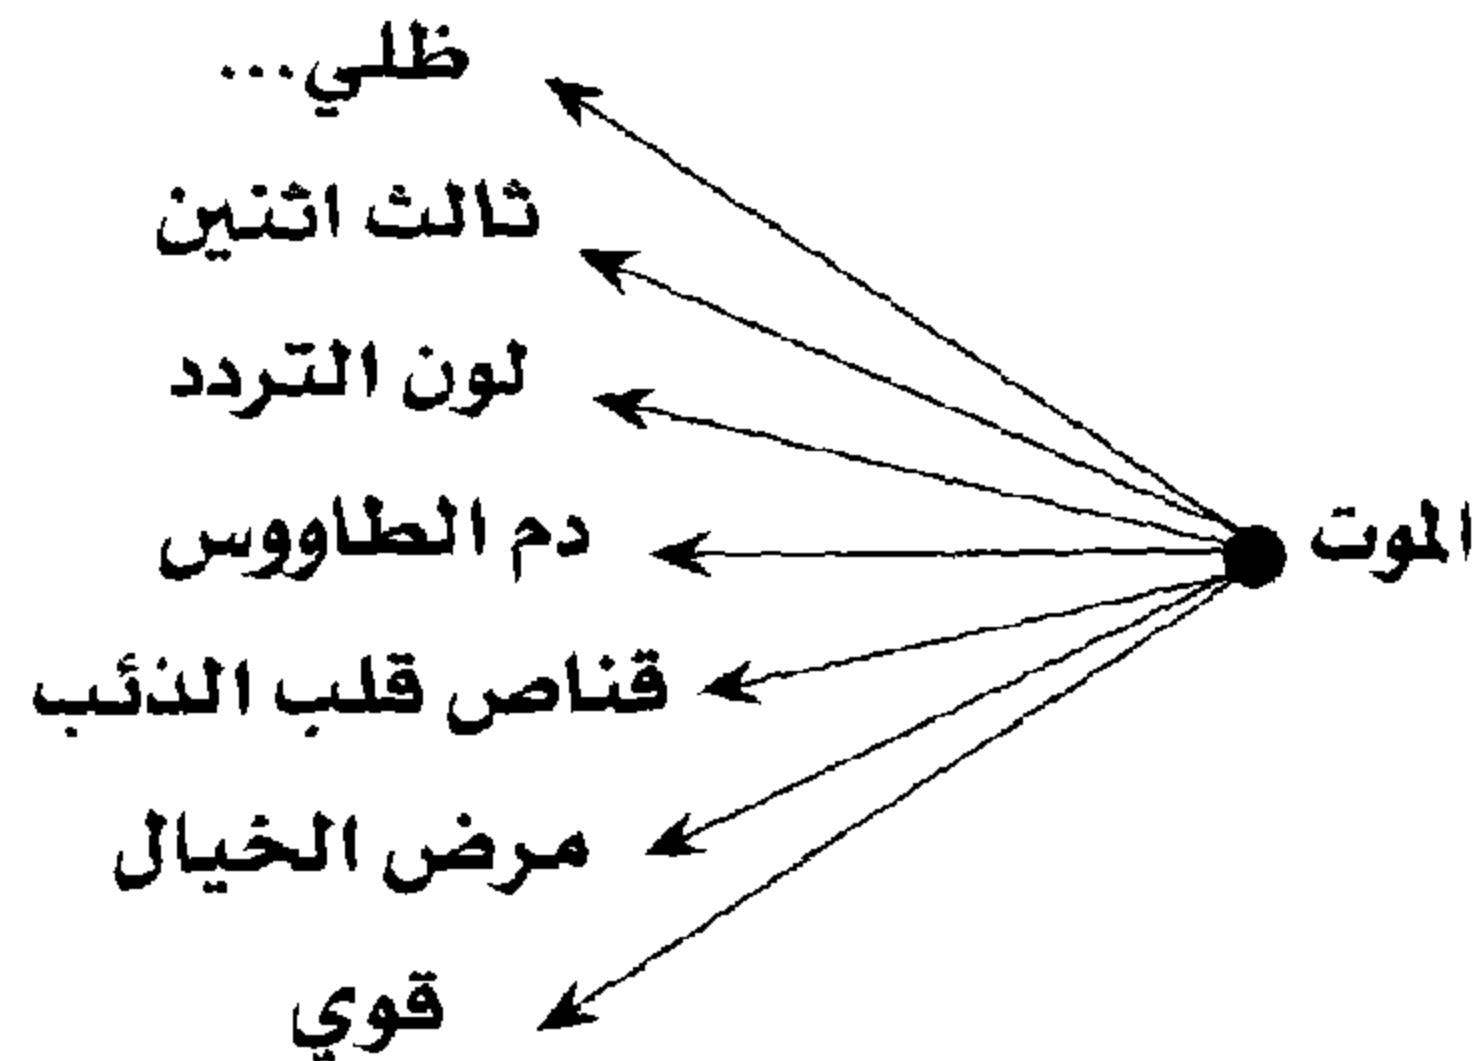 ظلي...
ثالث اثنين
لون التردد
دم الطاووس
الموت
قناص قلب الذئب
مرض الخيال
قوي